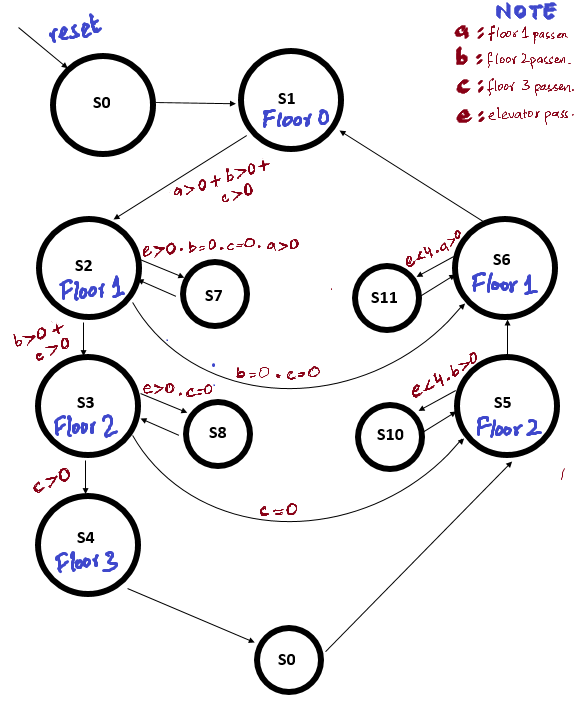 NOTE
a : floor 1 passen.
b : floor 2 passen.
c : floor 3 passen.
e : elevator pass.
reset
S0
S1
Floor 0
a>0 + b>0 +
c>0
S2
Floor 1
e>0 . b=0 . c=0 . a>0
S7
S6
Floor 1
e<4 . a>0
S11
b>0 +
c>0
b=0 . c=0
S3
Floor 2
e>0 . c=0
S8
S5
Floor 2
e<4 . b>0
S10
c>0
c=0
S4
Floor 3
S0